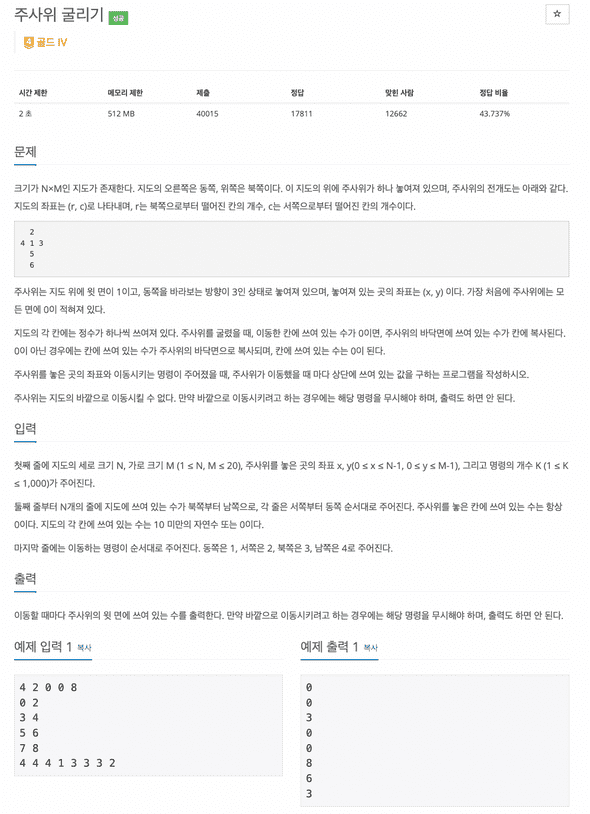 주사위 굴리기 성공
4 골드 IV
시간 제한 메모리 제한 제출 정답 맞힌 사람 정답 비율
2 초 512 MB 40015 17811 12662 43.737%
문제
크기가 N×M인 지도가 존재한다. 지도의 오른쪽은 동쪽, 위쪽은 북쪽이다. 이 지도의 위에 주사위가 하나 놓여져 있으며, 주사위의 전개도는 아래와 같다.
지도의 좌표는 (r, c)로 나타내며, r는 북쪽으로부터 떨어진 칸의 개수, c는 서쪽으로부터 떨어진 칸의 개수이다.
2
4 1 3
5
6
주사위는 지도 위에 윗 면이 1이고, 동쪽을 바라보는 방향이 3인 상태로 놓여져 있으며, 놓여져 있는 곳의 좌표는 (x, y) 이다. 가장 처음에 주사위에는 모
든 면에 0이 적혀져 있다.
지도의 각 칸에는 정수가 하나씩 쓰여져 있다. 주사위를 굴렸을 때, 이동한 칸에 쓰여 있는 수가 0이면, 주사위의 바닥면에 쓰여 있는 수가 칸에 복사된다.
0이 아닌 경우에는 칸에 쓰여 있는 수가 주사위의 바닥면으로 복사되며, 칸에 쓰여 있는 수는 0이 된다.
주사위를 놓은 곳의 좌표와 이동시키는 명령이 주어졌을 때, 주사위가 이동했을 때 마다 상단에 쓰여 있는 값을 구하는 프로그램을 작성하시오.
주사위는 지도의 바깥으로 이동시킬 수 없다. 만약 바깥으로 이동시키려고 하는 경우에는 해당 명령을 무시해야 하며, 출력도 하면 안 된다.
입력
첫째 줄에 지도의 세로 크기 N, 가로 크기 M (1 ≤ N, M ≤ 20), 주사위를 놓은 곳의 좌표 x, y(0 ≤ x ≤ N-1, 0 ≤ y ≤ M-1), 그리고 명령의 개수 K (1 ≤ K
≤ 1,000)가 주어진다.
둘째 줄부터 N개의 줄에 지도에 쓰여 있는 수가 북쪽부터 남쪽으로, 각 줄은 서쪽부터 동쪽 순서대로 주어진다. 주사위를 놓은 칸에 쓰여 있는 수는 항상
0이다. 지도의 각 칸에 쓰여 있는 수는 10 미만의 자연수 또는 0이다.
마지막 줄에는 이동하는 명령이 순서대로 주어진다. 동쪽은 1, 서쪽은 2, 북쪽은 3, 남쪽은 4로 주어진다.
출력
이동할 때마다 주사위의 윗 면에 쓰여 있는 수를 출력한다. 만약 바깥으로 이동시키려고 하는 경우에는 해당 명령을 무시해야 하며, 출력도 하면 안 된다.
예제 입력 1 복사
4 2 0 0 8
0 2
3 4
5 6
7 8
4 4 4 1 3 3 3 2
예제 출력 1 복사
0
0
3
0
0
8
6
3